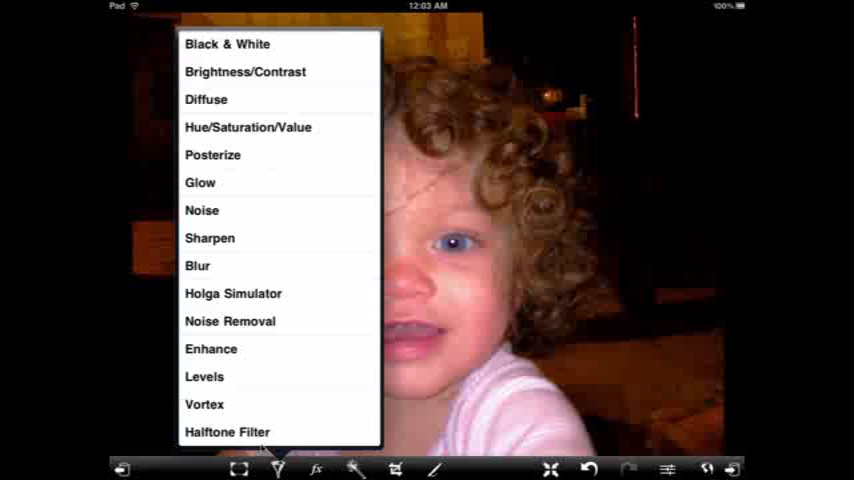 Pad
12:03 AM
100%
Black & White
Brightness/Contrast
Diffuse
Hue/Saturation/Value
Posterize
Glow
Noise
Sharpen
Blur
Holga Simulator
Noise Removal
Enhance
Levels
Vortex
Halftone Filter
fx